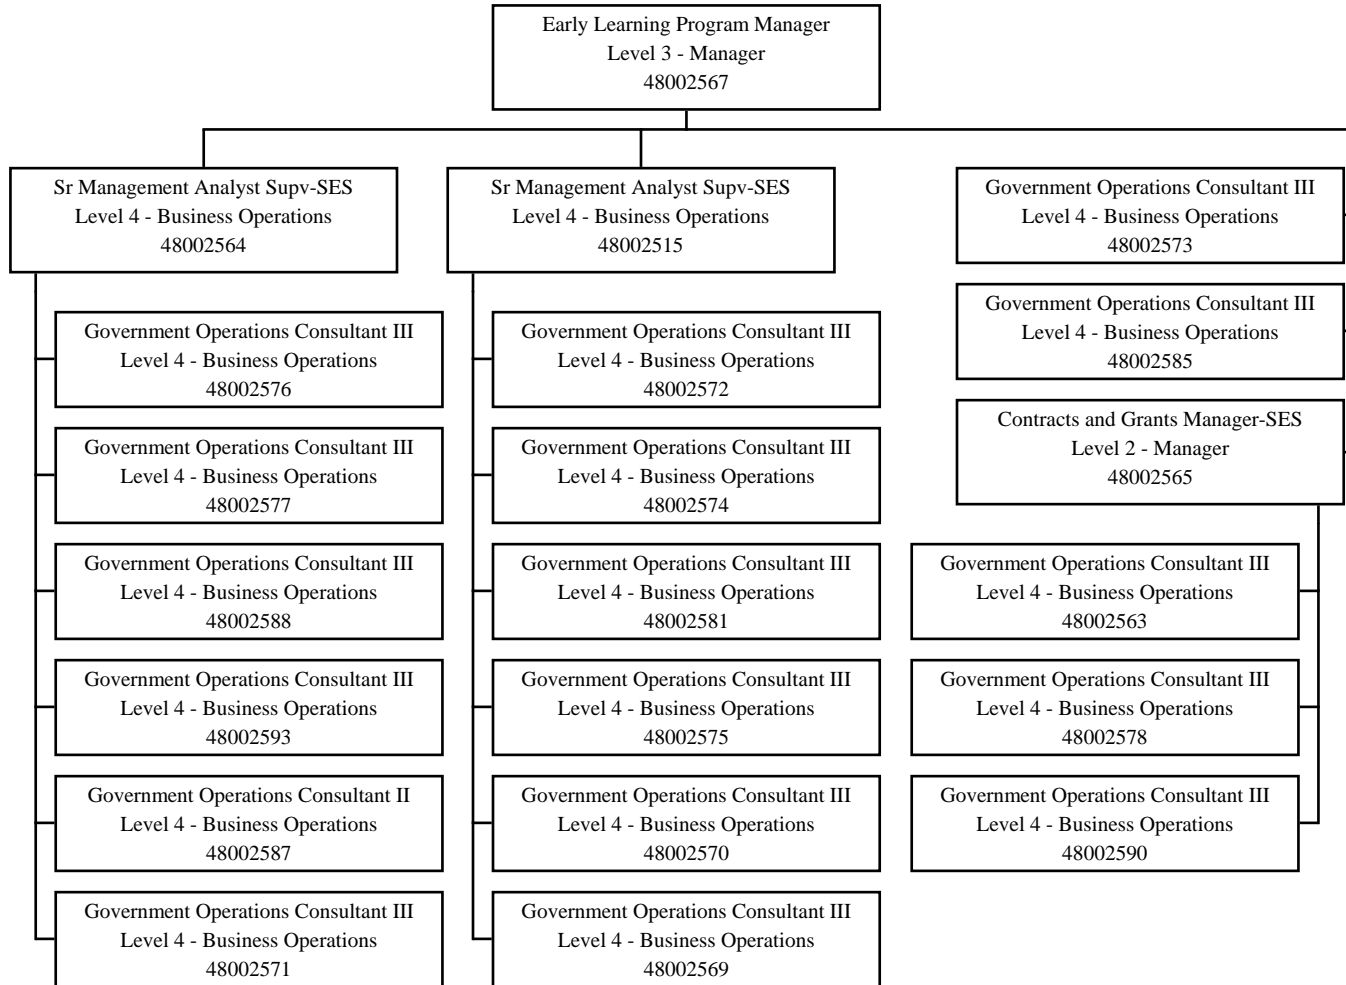 Early Learning Program Manager
Level 3 - Manager
48002567
Sr Management Analyst Supv-SES
Level 4 - Business Operations
48002564
Government Operations Consultant III
Level 4 - Business Operations
48002576
Government Operations Consultant III
Level 4 - Business Operations
48002577
Government Operations Consultant III
Level 4 - Business Operations
48002588
Government Operations Consultant III
Level 4 - Business Operations
48002593
Government Operations Consultant II
Level 4 - Business Operations
48002587
Government Operations Consultant III
Level 4 - Business Operations
48002571
Sr Management Analyst Supv-SES
Level 4 - Business Operations
48002515
Government Operations Consultant III
Level 4 - Business Operations
48002572
Government Operations Consultant III
Level 4 - Business Operations
48002574
Government Operations Consultant III
Level 4 - Business Operations
48002581
Government Operations Consultant III
Level 4 - Business Operations
48002575
Government Operations Consultant III
Level 4 - Business Operations
48002570
Government Operations Consultant III
Level 4 - Business Operations
48002569
Government Operations Consultant III
Level 4 - Business Operations
48002573
Government Operations Consultant III
Level 4 - Business Operations
48002585
Contracts and Grants Manager-SES
Level 2 - Manager
48002565
Government Operations Consultant III
Level 4 - Business Operations
48002563
Government Operations Consultant III
Level 4 - Business Operations
48002578
Government Operations Consultant III
Level 4 - Business Operations
48002590